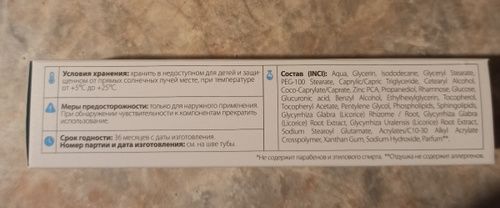 Условия хранения: хранить в недоступном для детей и защи-
щенном от прямых солнечных лучей месте, при температуре
от +5°C до +25°C.
Меры предосторожности: только для наружного применения.
При обнаружении чувствительности к компонентам прекратить
использование.
Срок годности: 36 месяцев с даты изготовления.
Номер партии и дата изготовления: см. на шве тубы.
Состав (INCI): Aqua, Glycerin, Isododecane, Glyceryl Stearate,
PEG-100 Stearate, Caprylic/Capric Triglyceride, Cetearyl Alcohol,
Coco-Caprylate/Caprate, Zinc PCA, Propanediol, Rhamnose, Glucose,
Glucuronic acid, Benzyl Alcohol, Ethylhexylglycerin, Tocopherol,
Tocopheryl Acetate, Pentylene Glycol, Phospholipids, Sphingolipids,
Glycyrrhiza Glabra (Licorice) Rhizome / Root, Glycyrrhiza Glabra
(Licorice) Root Extract, Glycyrrhiza Uralensis (Licorice) Root Extract,
Sodium Stearoyl Glutamate, Acrylates/C10-30 Alkyl Acrylate
Crosspolymer, Xanthan Gum, Sodium Hydroxide, Parfum**.
*Не содержит парабенов и этилового спирта. **Отдушка не содержит аллергенов.